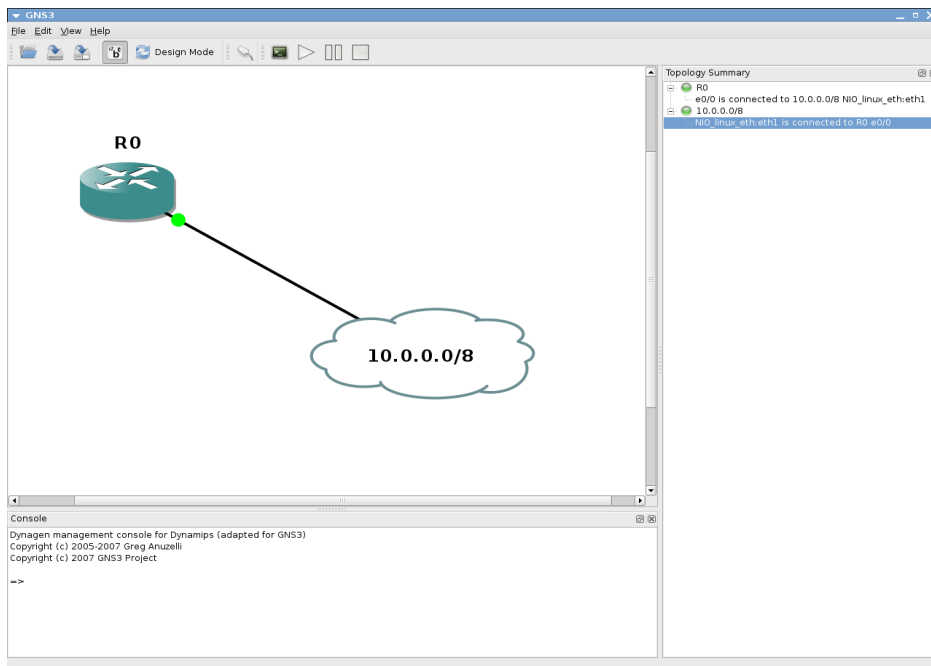 GNS3
File Edit View Help
Design Mode
Topology Summary
R0
e0/0 is connected to 10.0.0.0/8 NIO_linux_eth:eth1
10.0.0.0/8
NIO_linux_eth:eth1 is connected to R0 e0/0
R0
10.0.0.0/8
Console
Dynagen management console for Dynamips (adapted for GNS3)
Copyright (c) 2005-2007 Greg Anuzelli
Copyright (c) 2007 GNS3 Project
=>